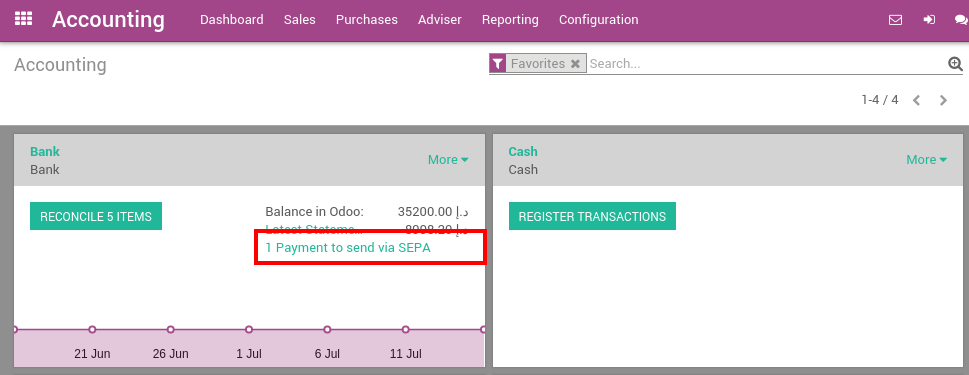 Accounting Dashboard Sales Purchases Adviser Reporting Configuration
Accounting
Favorites Search...
1-4 / 4
Bank
Bank
More
RECONCILE 5 ITEMS
Balance in Odoo: 35200.00 د.إ
Latest Stateme... 8998.20 د.إ
1 Payment to send via SEPA
21 Jun 26 Jun 1 Jul 6 Jul 11 Jul
Cash
Cash
More
REGISTER TRANSACTIONS